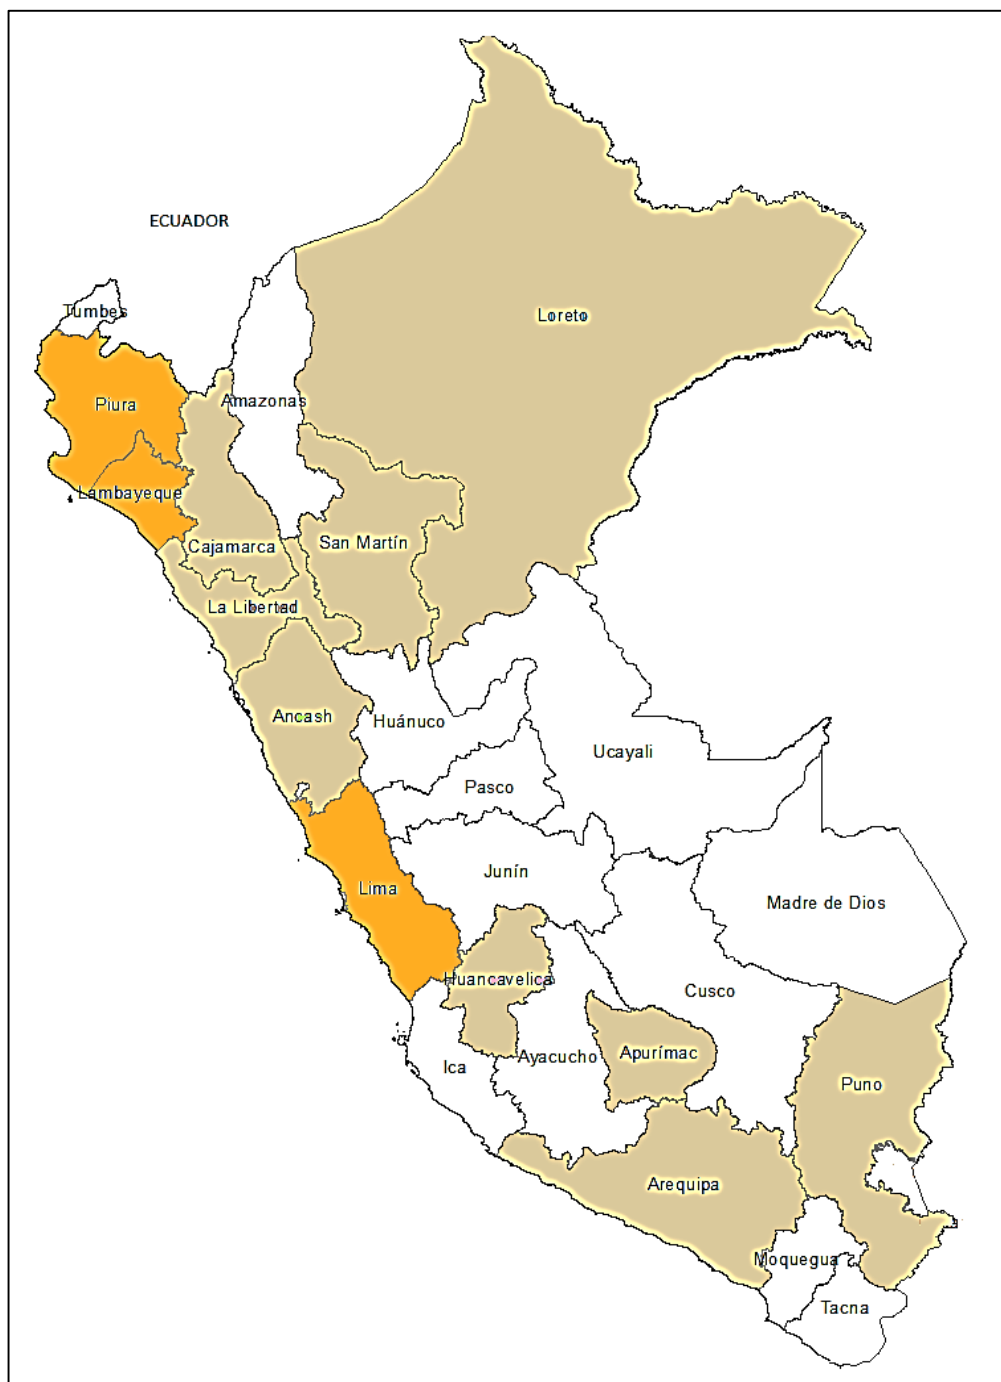 ECUADOR
Tumbes
Loreto
Piura
Amazonas
Lambayeque
Cajamarca
San Martín
La Libertad
Ancash
Huánuco
Ucayali
Pasco
Junín
Lima
Madre de Dios
Huancavelica
Cusco
Ica
Ayacucho
Apurímac
Puno
Arequipa
Moquegua
Tacna